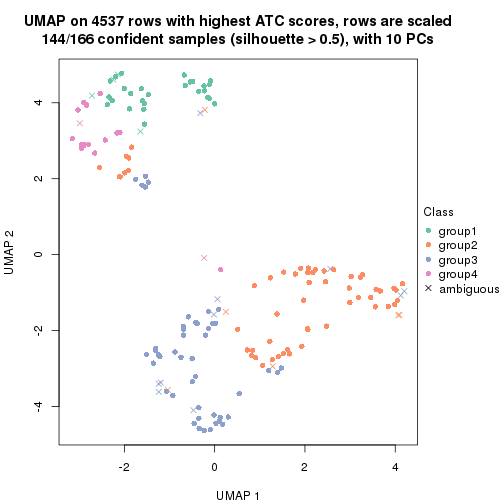 UMAP on 4537 rows with highest ATC scores, rows are scaled
144/166 confident samples (silhouette > 0.5), with 10 PCs
4
2
0
-2
-4
UMAP 2
-2
0
2
4
UMAP 1
Class
group1
group2
group3
group4
ambiguous